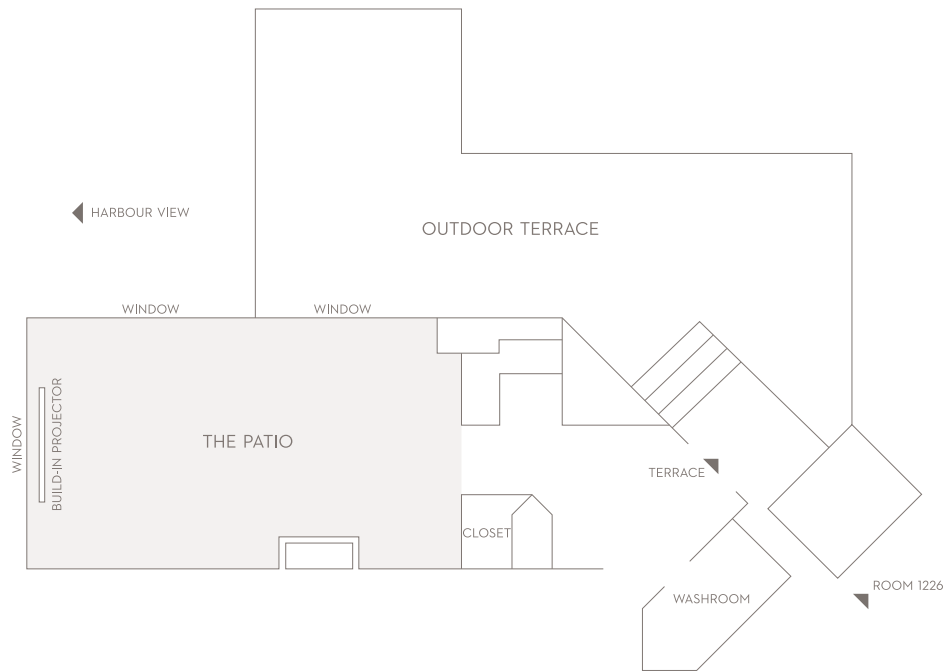 HARBOUR VIEW
OUTDOOR TERRACE
WINDOW
WINDOW
WINDOW
BUILD-IN PROJECTOR
THE PATIO
TERRACE
CLOSET
ROOM 1226
WASHROOM